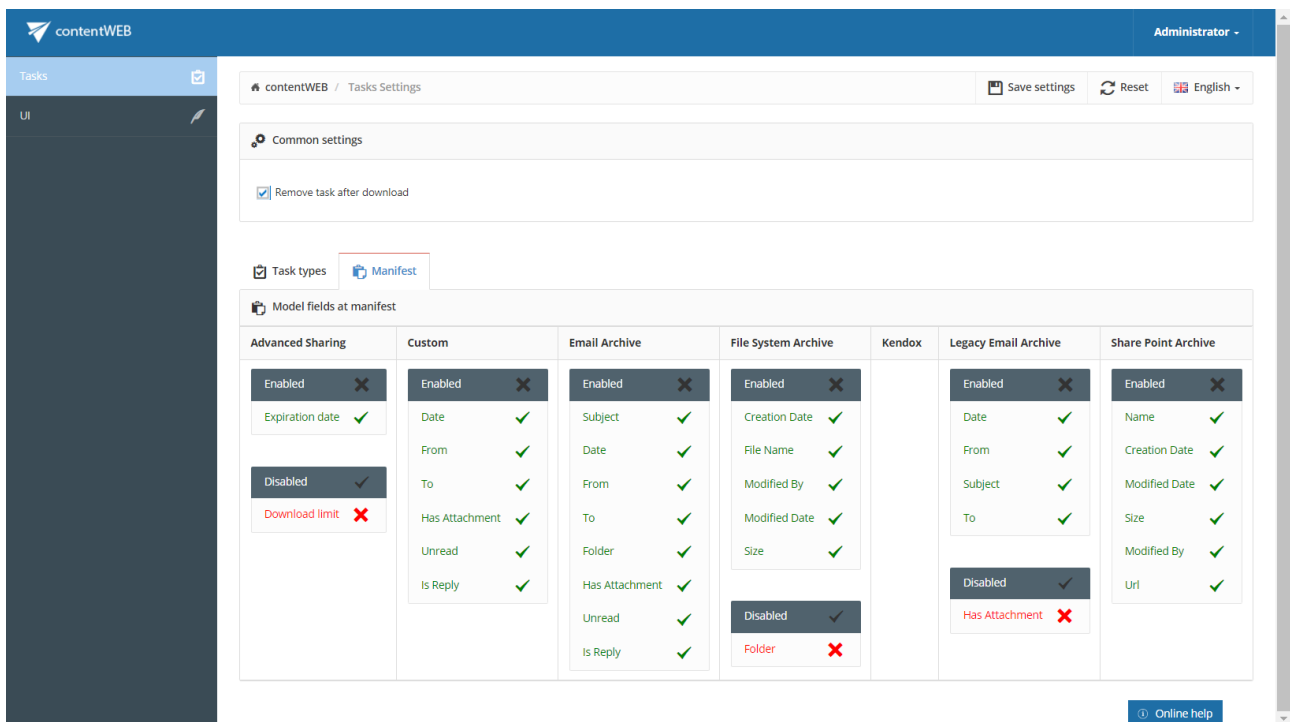 contentWEB
Administrator
Tasks
UI
contentWEB / Tasks Settings
Save settings
Reset
English
Common settings
Remove task after download
Task types
Manifest
Model fields at manifest
Advanced Sharing
Enabled
Expiration date
Disabled
Download limit
Custom
Enabled
Date
From
To
Has Attachment
Unread
Is Reply
Email Archive
Enabled
Subject
Date
From
To
Folder
Has Attachment
Unread
Is Reply
File System Archive
Enabled
Creation Date
File Name
Modified By
Modified Date
Size
Disabled
Folder
Kendox
Legacy Email Archive
Enabled
Date
From
Subject
To
Disabled
Has Attachment
Share Point Archive
Enabled
Name
Creation Date
Modified Date
Size
Modified By
Url
Online help